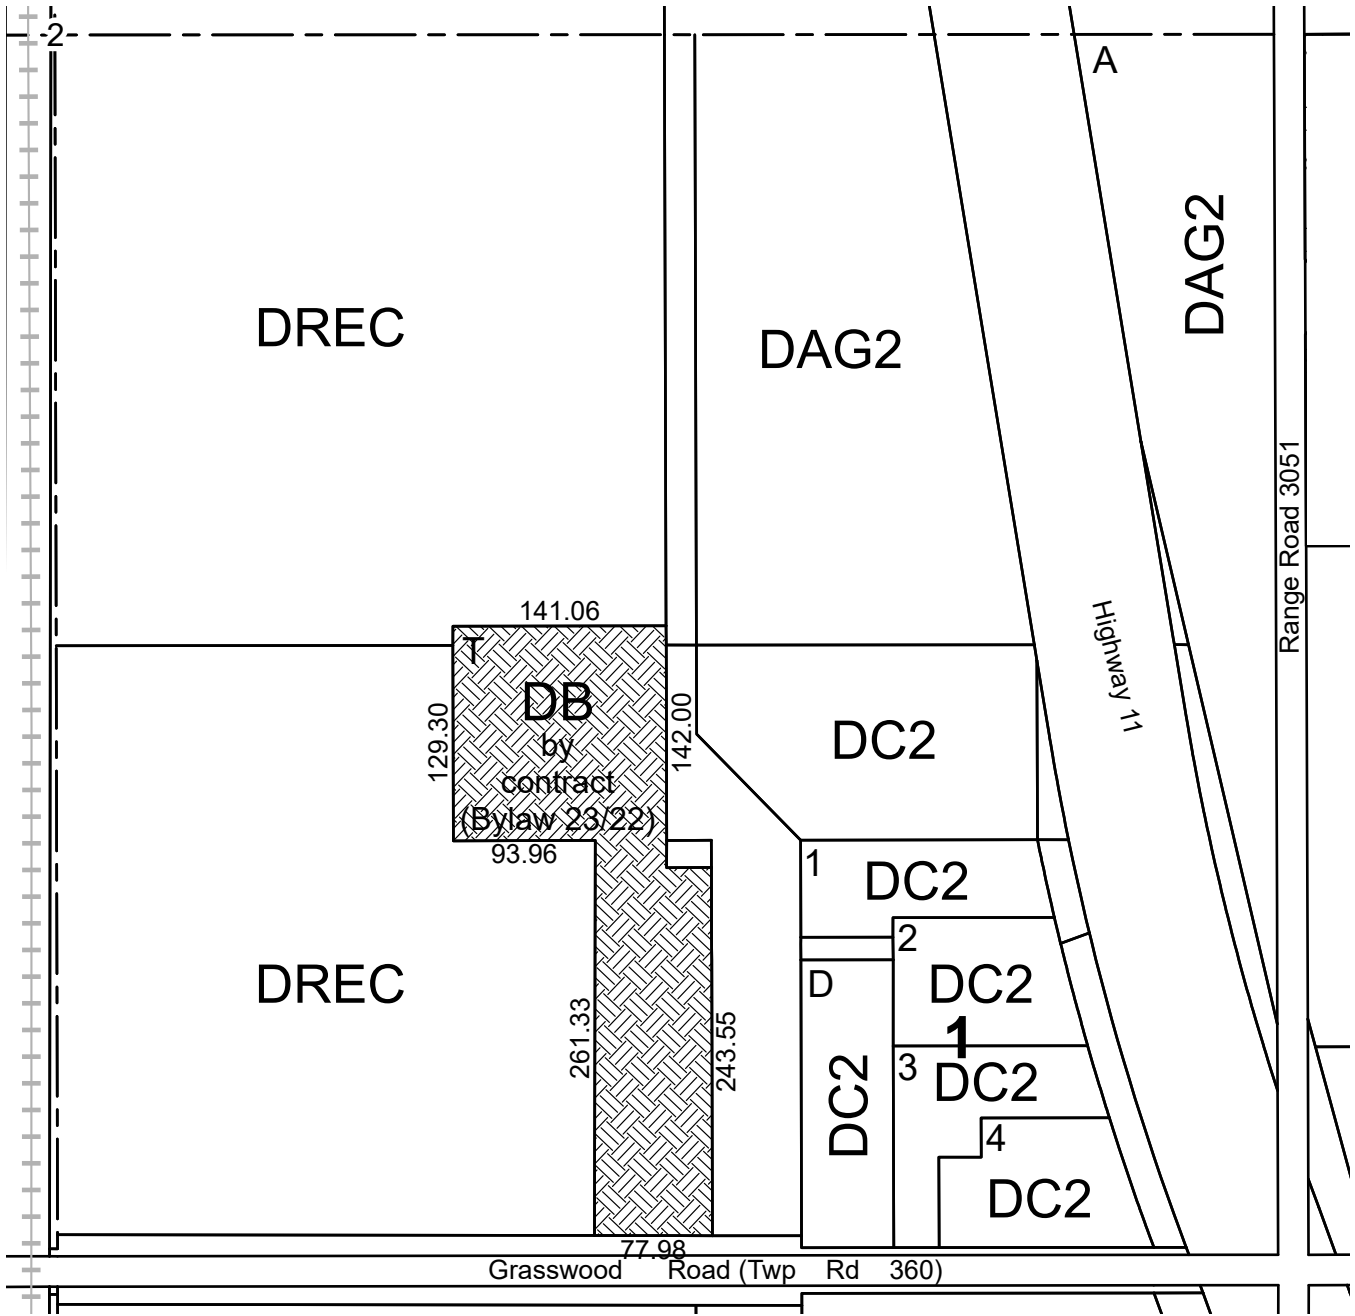 2
A
DAG2
DREC
DAG2
Range Road 3051
141.06
T
Highway 11
DB
by
contract
(Bylaw 23/22)
129.30
142.00
DC2
93.96
1
DC2
2
DC2
D
DREC
1
261.33
243.55
3
DC2
DC2
4
DC2
77.98
Grasswood Road (Twp Rd 360)